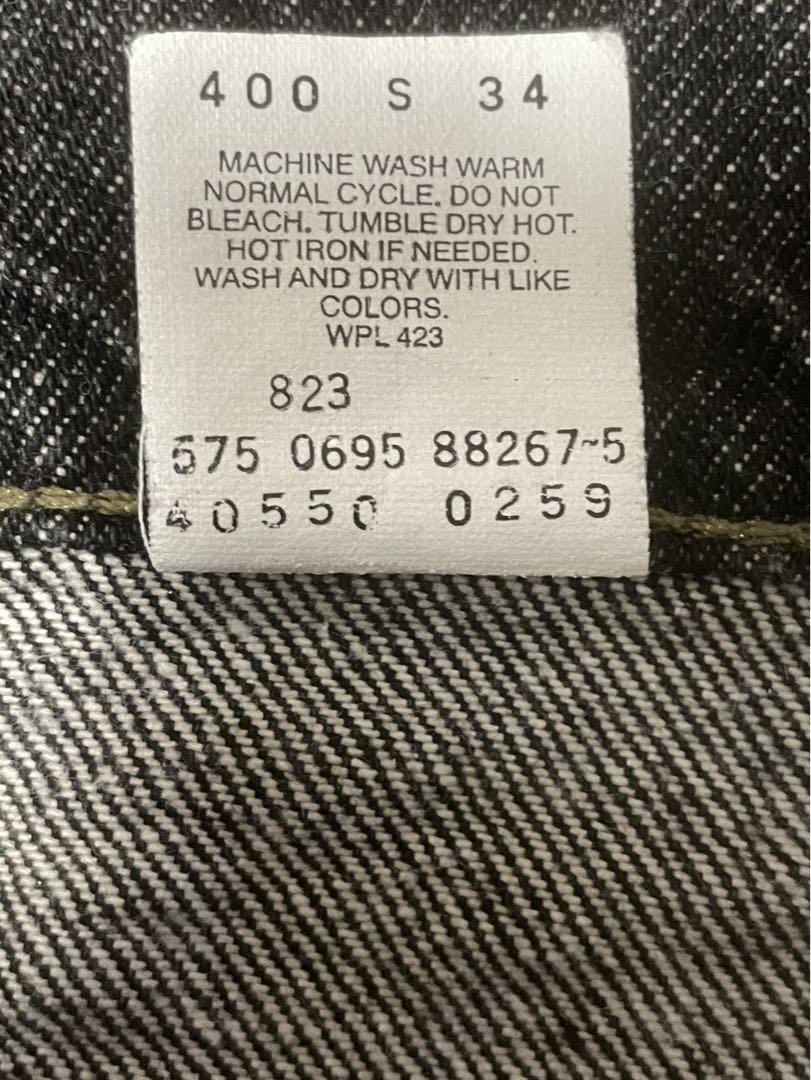 400 S 34
MACHINE WASH WARM
NORMAL CYCLE. DO NOT
BLEACH. TUMBLE DRY HOT.
HOT IRON IF NEEDED.
WASH AND DRY WITH LIKE
COLORS.
WPL 423
823
575 0695 88267~5
40550 0259